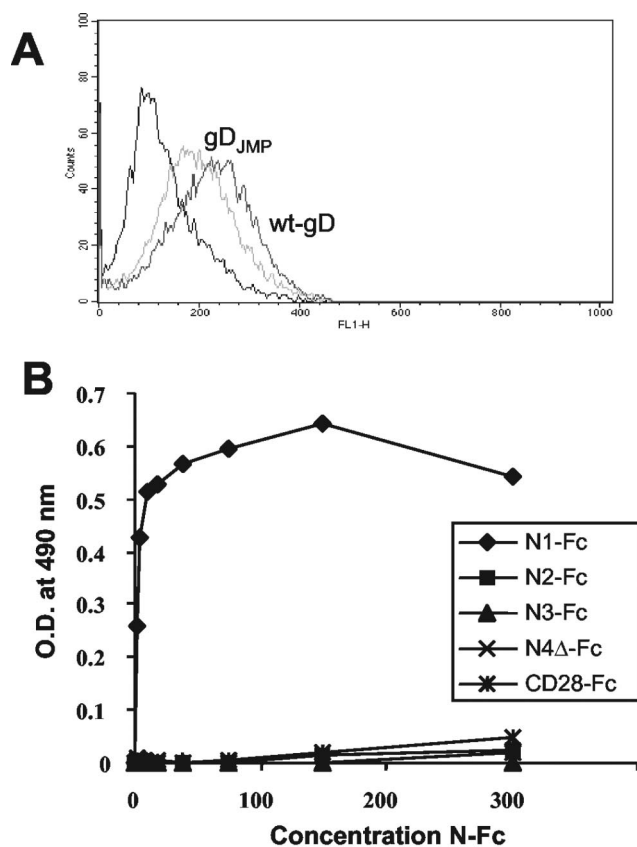 A
Counts
100
80
60
40
20
0
gD JMP
wt-gD
0
200
400
600
800
1000
FL1-H
B
O.D. at 490 nm
0.7
0.6
0.5
0.4
0.3
0.2
0.1
0
N1-Fc
N2-Fc
N3-Fc
N4Δ-Fc
CD28-Fc
0
100
200
300
Concentration N-Fc